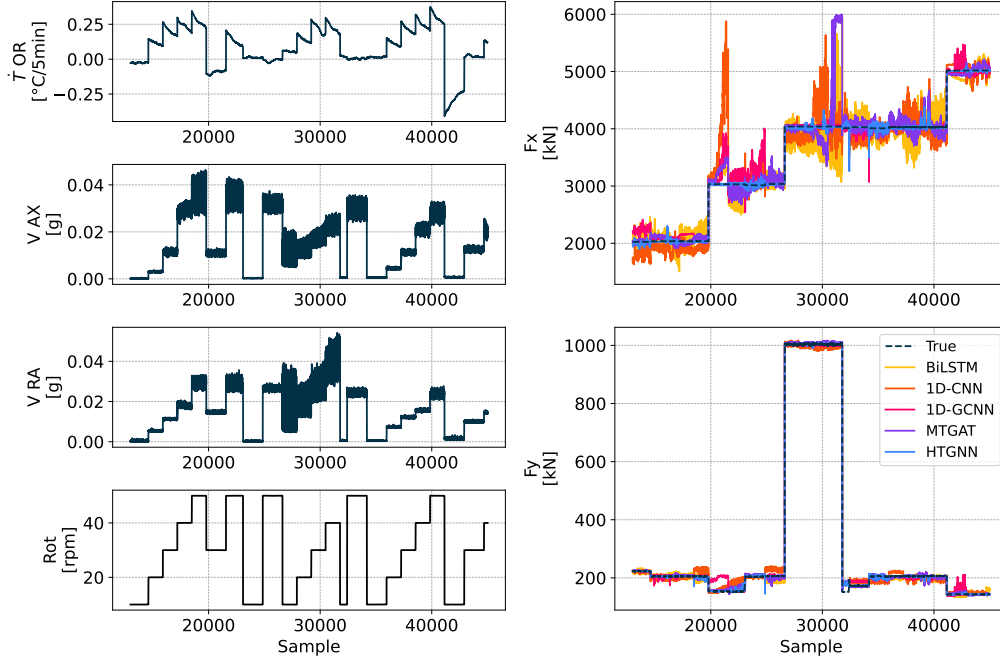 Ṫ OR
[°C/5min]
0.25
0.00
−0.25
20000 30000 40000
V AX
[g]
0.04
0.02
0.00
20000 30000 40000
V RA
[g]
0.04
0.02
0.00
20000 30000 40000
Rot
[rpm]
40
20
20000 30000 40000
Sample
Fx
[kN]
6000
5000
4000
3000
2000
20000 30000 40000
Fy
[kN]
1000
800
600
400
200
True
BiLSTM
1D-CNN
1D-GCNN
MTGAT
HTGNN
20000 30000 40000
Sample